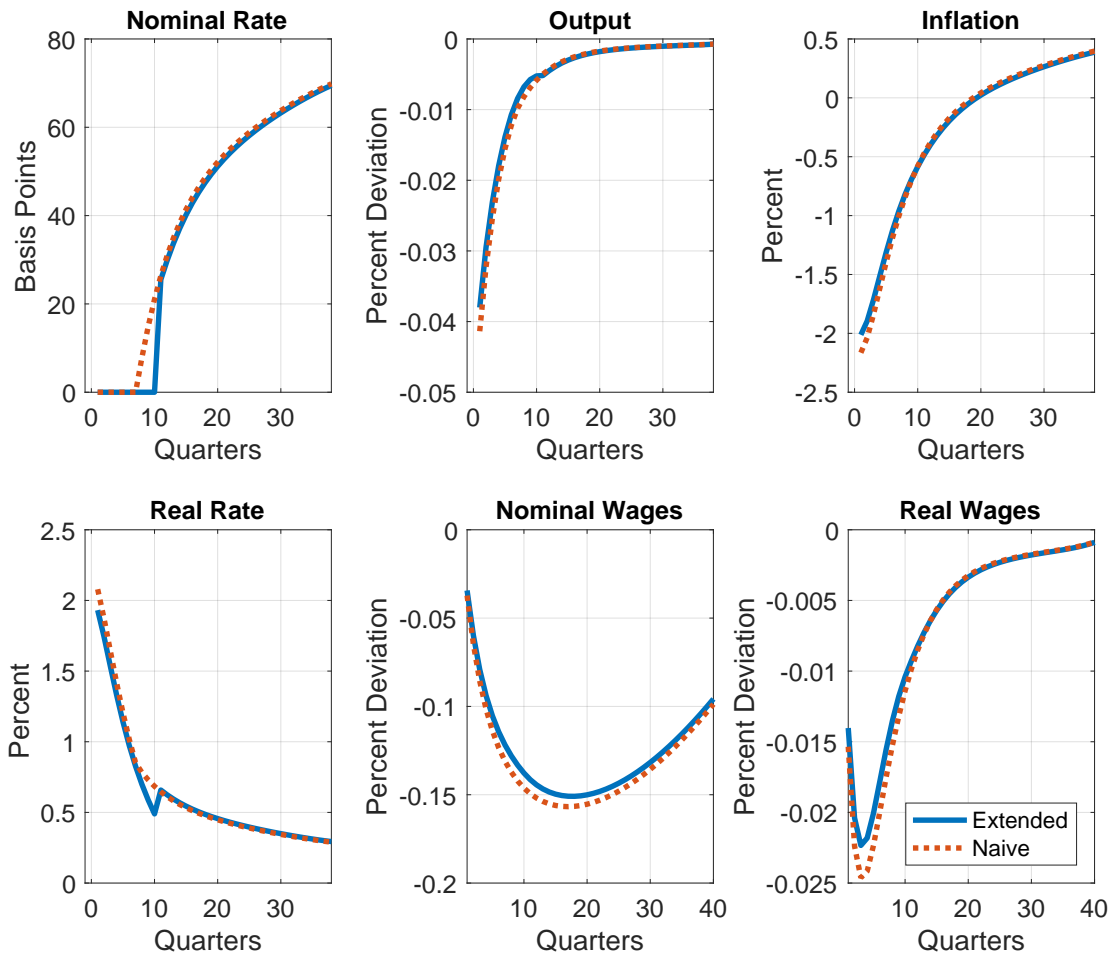 Nominal Rate
80
60
40
20
0
0
10
20
30
Basis Points
Quarters
Output
0
-0.01
-0.02
-0.03
-0.04
-0.05
0
10
20
30
Percent Deviation
Quarters
Inflation
0.5
0
-0.5
-1
-1.5
-2
-2.5
0
10
20
30
Percent
Quarters
Real Rate
2.5
2
1.5
1
0.5
0
0
10
20
30
Percent
Quarters
Nominal Wages
0
-0.05
-0.1
-0.15
-0.2
10
20
30
40
Percent Deviation
Quarters
Real Wages
0
-0.005
-0.01
-0.015
-0.02
-0.025
10
20
30
40
Percent Deviation
Quarters
Extended
Naive